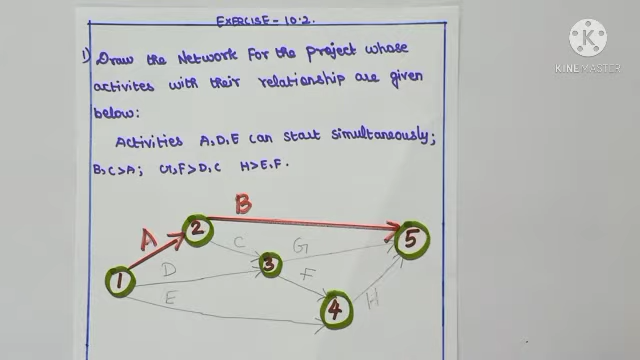 EXERCISE - 10.2.
KINEMASTER
1) Draw the Network for the project whose
activites with their relationship are given
below:
Activities A,D,E can start simultaneously;
B,C>A; G,F>D,C H>E,F.
B
A
2
C
G
5
D
3
F
1
E
4
H